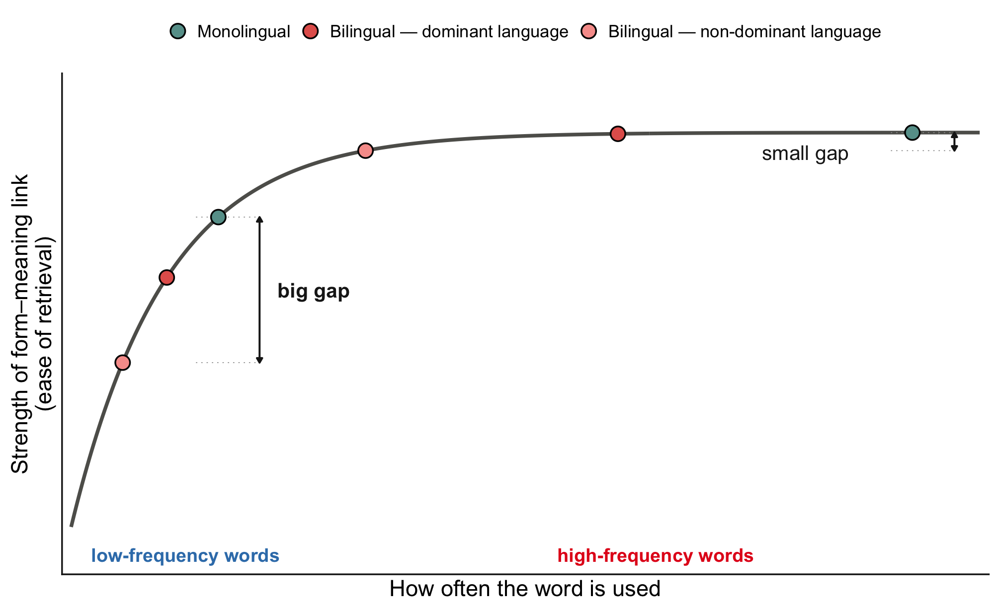 Monolingual
Bilingual — dominant language
Bilingual — non-dominant language
Strength of form–meaning link
(ease of retrieval)
small gap
big gap
low-frequency words
high-frequency words
How often the word is used